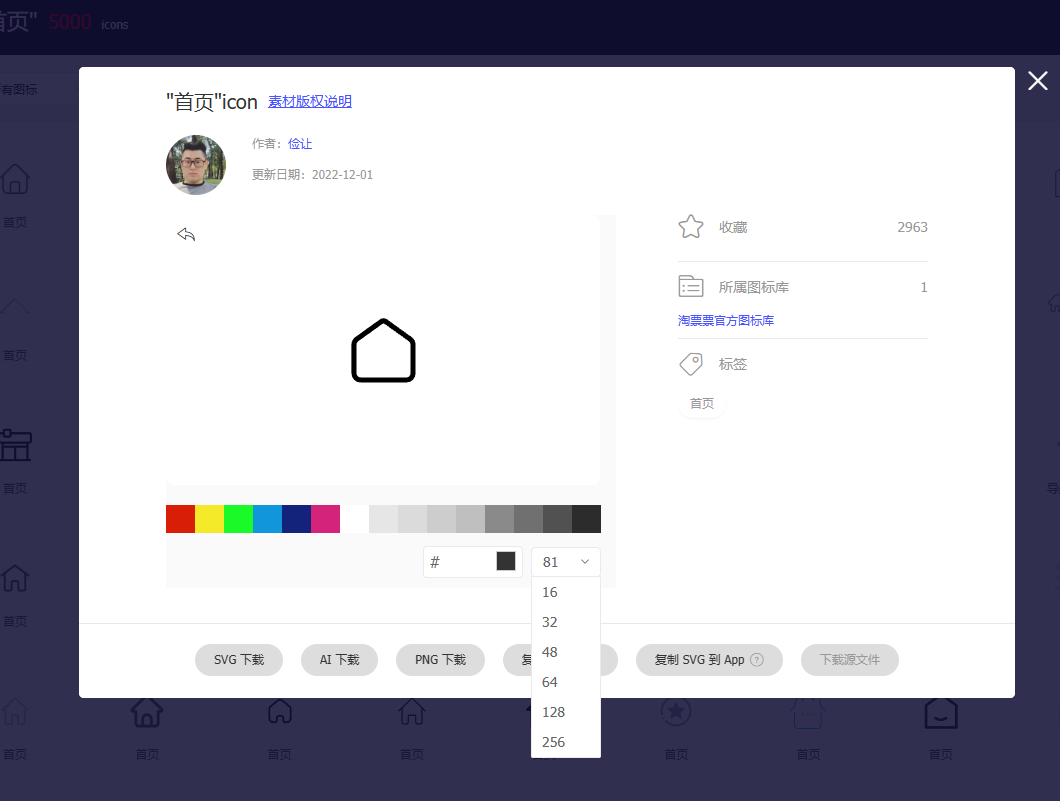 首页" 5000 icons
有图标
"首页"icon 素材版权说明
作者：俭让
更新日期：2022-12-01
收藏 2963
所属图标库 1
淘票票官方图标库
标签
首页
首页
首页
首页
首页
#
81
16
32
48
64
128
256
SVG 下载
AI 下载
PNG 下载
复制 SVG 到 App
下载源文件
首页
首页
首页
首页
首页
首页
首页